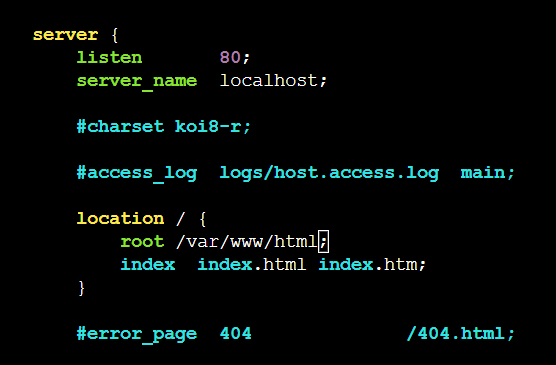 server {
    listen       80;
    server_name  localhost;

    #charset koi8-r;

    #access_log  logs/host.access.log  main;

    location / {
        root /var/www/html;
        index  index.html index.htm;
    }

    #error_page  404              /404.html;